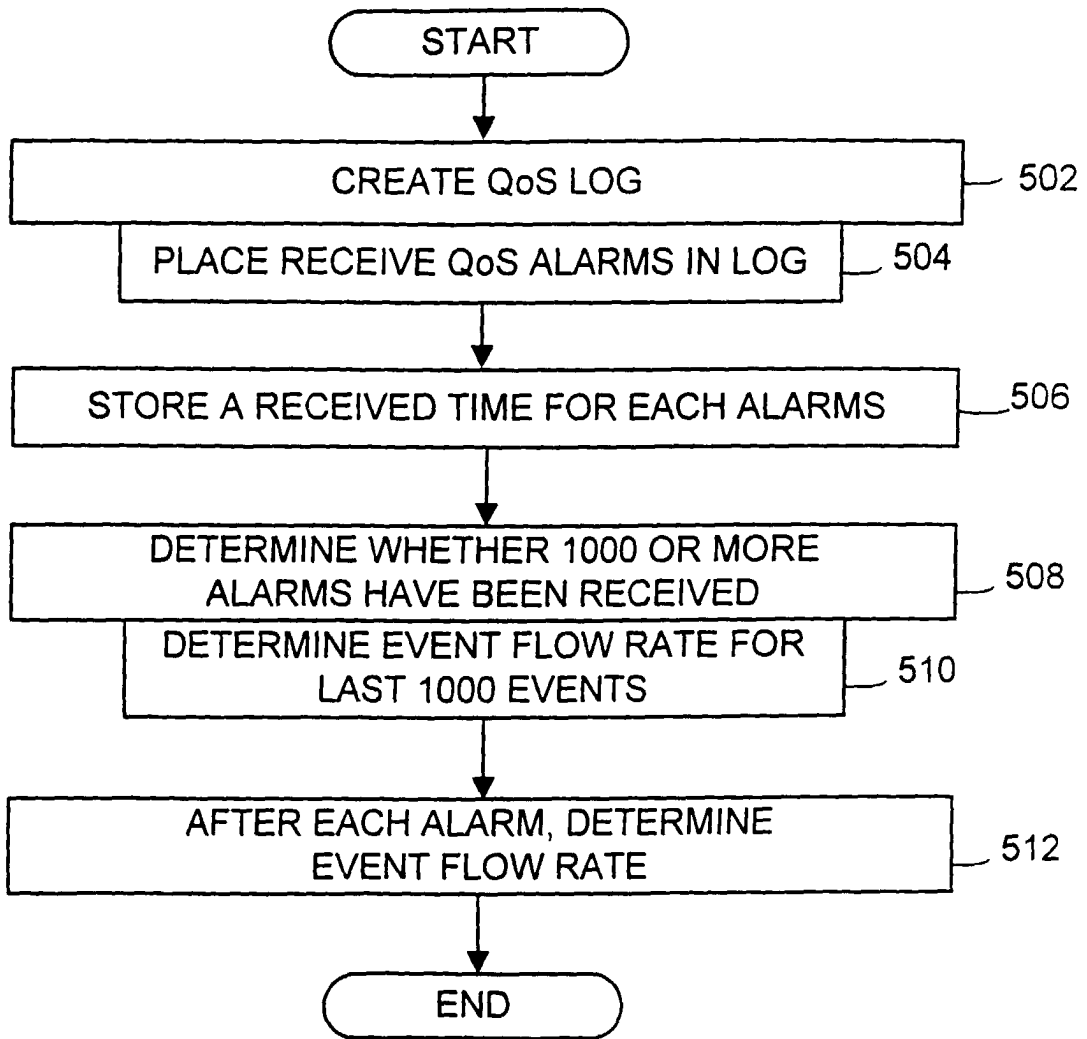 START
CREATE QoS LOG
502
PLACE RECEIVE QoS ALARMS IN LOG
504
STORE A RECEIVED TIME FOR EACH ALARMS
506
DETERMINE WHETHER 1000 OR MORE
ALARMS HAVE BEEN RECEIVED
508
DETERMINE EVENT FLOW RATE FOR
LAST 1000 EVENTS
510
AFTER EACH ALARM, DETERMINE
EVENT FLOW RATE
512
END